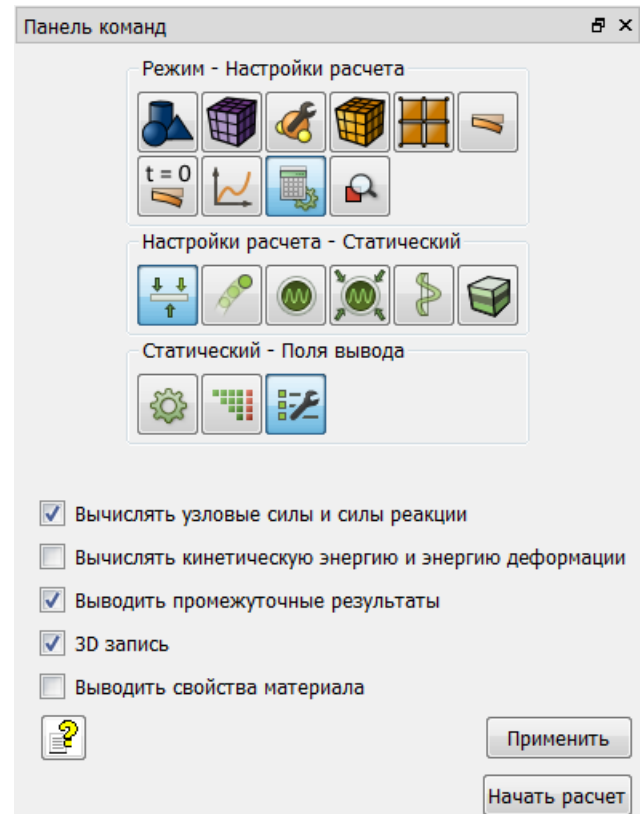 Панель команд
Режим - Настройки расчета
t = 0
Настройки расчета - Статический
Статический - Поля вывода
Вычислять узловые силы и силы реакции
Вычислять кинетическую энергию и энергию деформации
Выводить промежуточные результаты
3D запись
Выводить свойства материала
Применить
Начать расчет